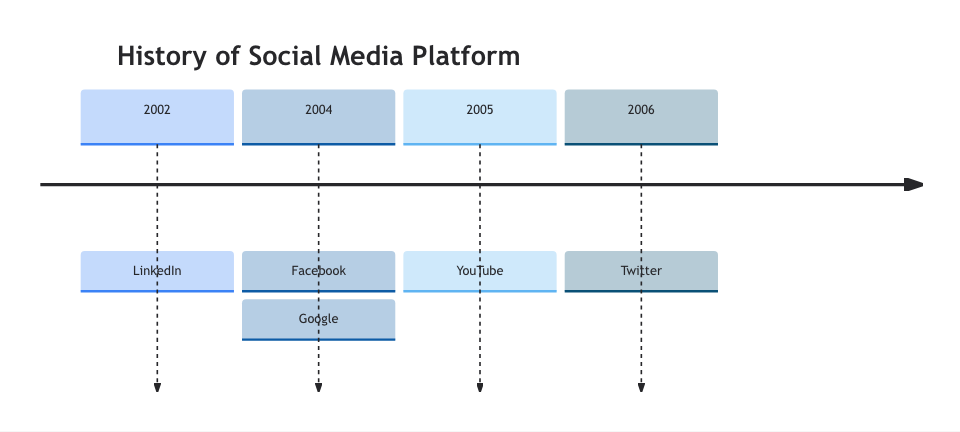 History of Social Media Platform
2002
2004
2005
2006
LinkedIn
Facebook
YouTube
Twitter
Google